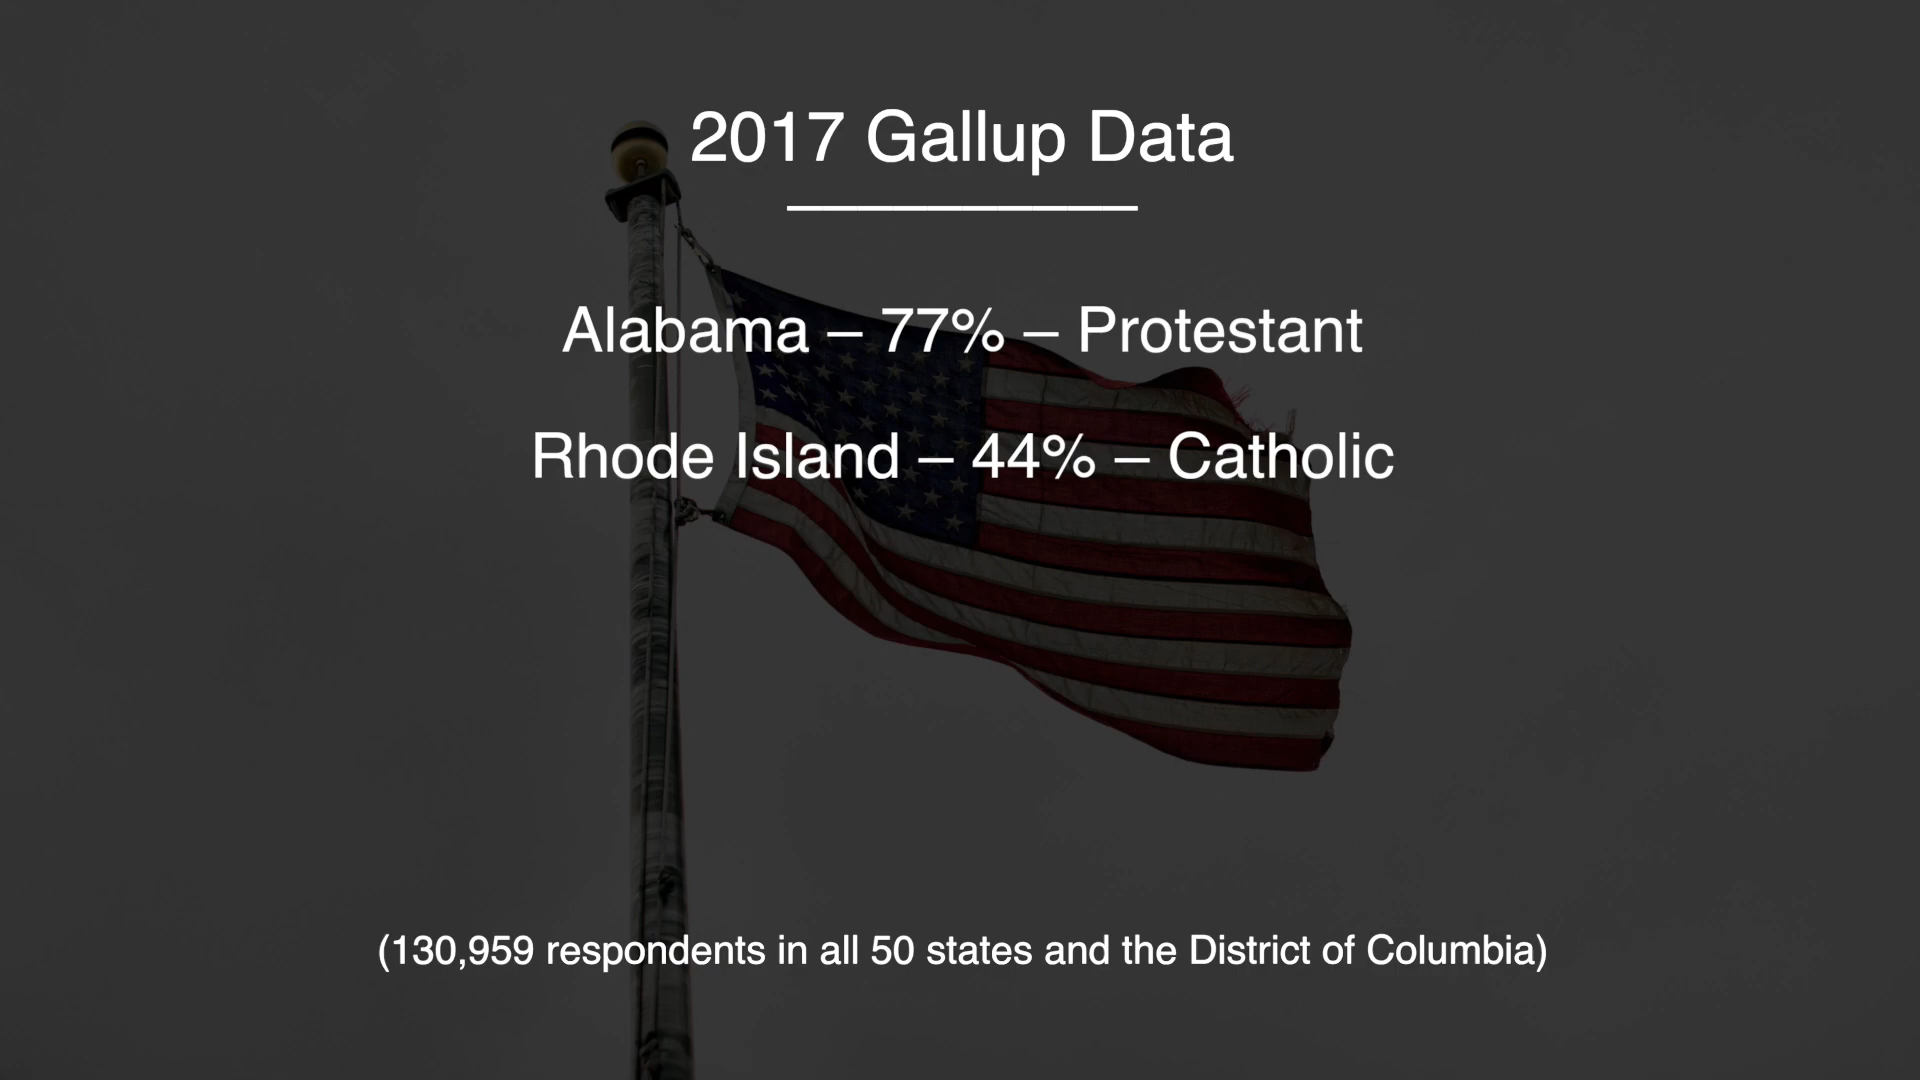 2017 Gallup Data
Alabama – 77% – Protestant
Rhode Island – 44% – Catholic
(130,959 respondents in all 50 states and the District of Columbia)